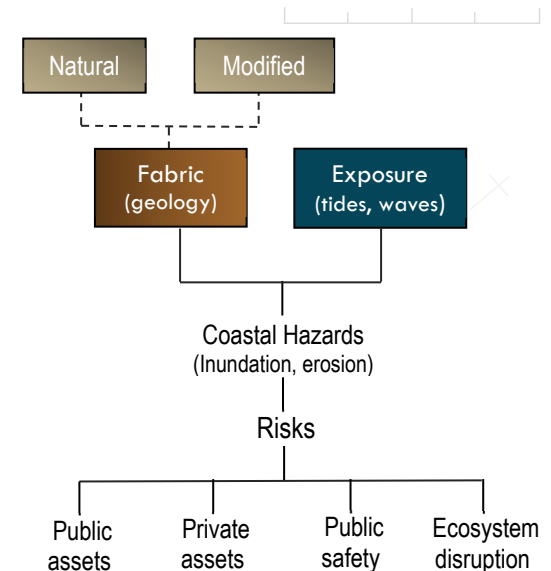 Natural
Modified
Fabric
(geology)
Exposure
(tides, waves)
Coastal Hazards
(Inundation, erosion)
Risks
Public
assets
Private
assets
Public
safety
Ecosystem
disruption